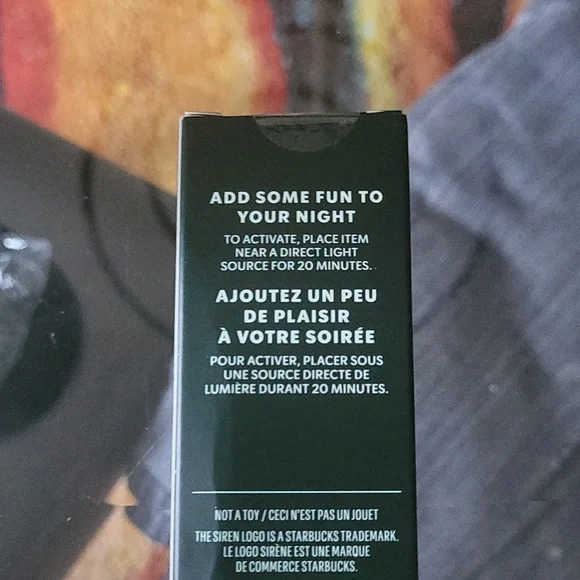 ADD SOME FUN TO
YOUR NIGHT
TO ACTIVATE, PLACE ITEM
NEAR A DIRECT LIGHT
SOURCE FOR 20 MINUTES.
AJOUTEZ UN PEU
DE PLAISIR
À VOTRE SOIRÉE
POUR ACTIVER, PLACER SOUS
UNE SOURCE DIRECTE DE
LUMIÈRE DURANT 20 MINUTES.
NOT A TOY / CECI N'EST PAS UN JOUET
THE SIREN LOGO IS A STARBUCKS TRADEMARK.
LE LOGO SIRÈNE EST UNE MARQUE
DE COMMERCE STARBUCKS.